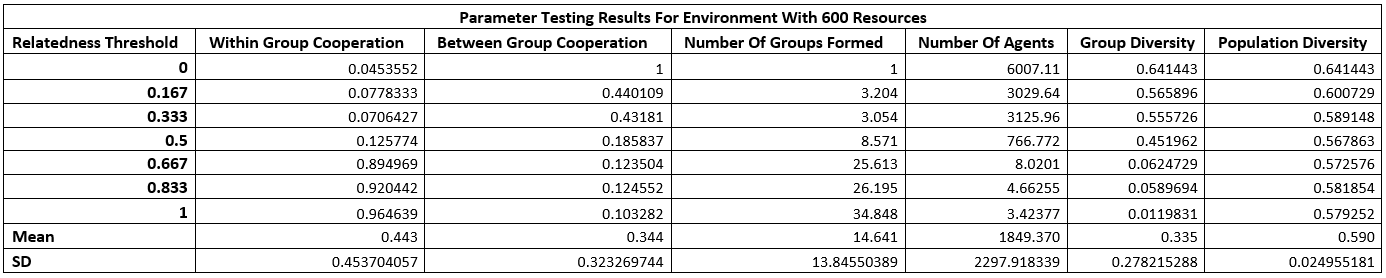 Parameter Testing Results For Environment With 600 Resources
Relatedness Threshold Within Group Cooperation Between Group Cooperation Number Of Groups Formed Number Of Agents Group Diversity Population Diversity
0 0.0453552 1 1 6007.11 0.641443 0.641443
0.167 0.0778333 0.440109 3.204 3029.64 0.565896 0.600729
0.333 0.0706427 0.43181 3.054 3125.96 0.555726 0.589148
0.5 0.125774 0.185837 8.571 766.772 0.451962 0.567863
0.667 0.894969 0.123504 25.613 8.0201 0.0624729 0.572576
0.833 0.920442 0.124552 26.195 4.66255 0.0589694 0.581854
1 0.964639 0.103282 34.848 3.42377 0.0119831 0.579252
Mean 0.443 0.344 14.641 1849.370 0.335 0.590
SD 0.453704057 0.323269744 13.84550389 2297.918339 0.278215288 0.024955181